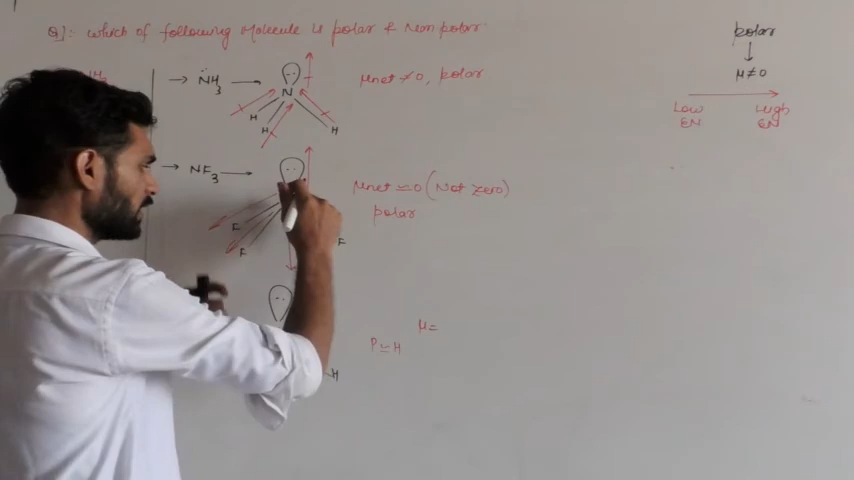 Q]: which of following Molecule is polar & Non polar.
→ N̈H3 →
N
H
H
H
μnet ≠ 0, polar
→ NF3 →
F
F
F
μnet ≃ 0 (Not zero)
polar
μ =
P ≃ H
H
polar
↓
μ ≠ 0
Low High
EN EN